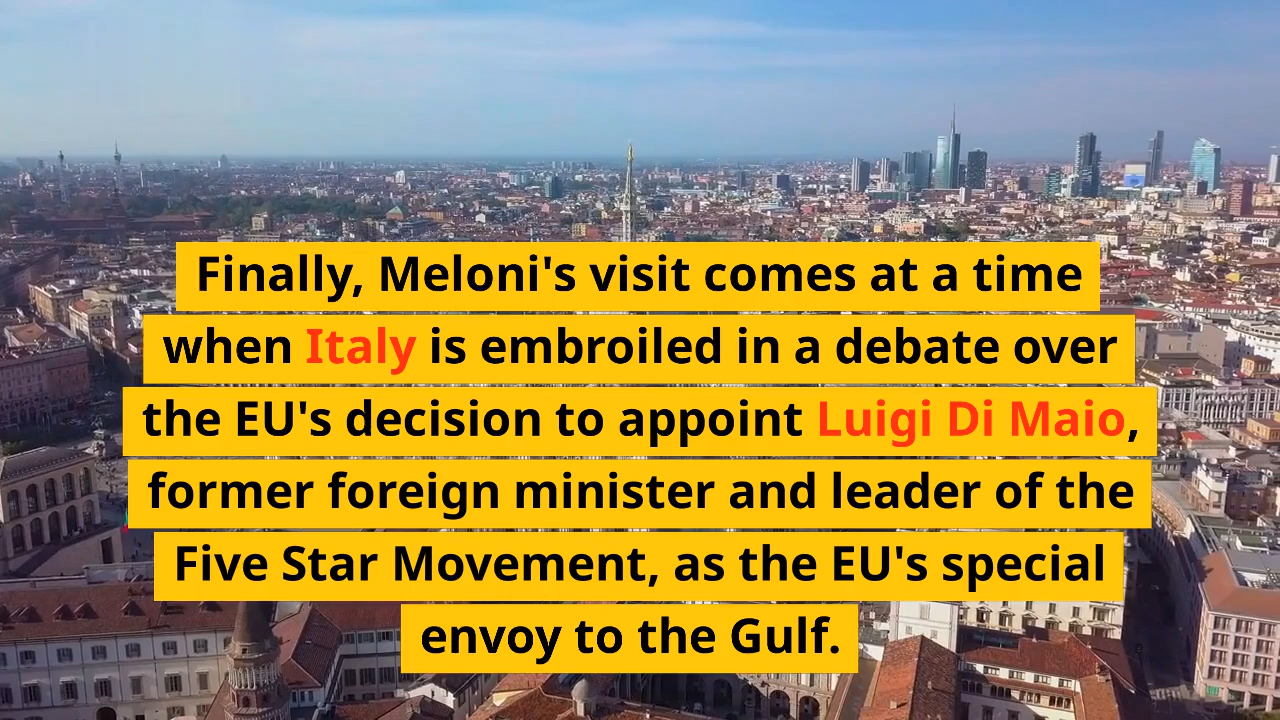 Finally, Meloni's visit comes at a time
when Italy is embroiled in a debate over
the EU's decision to appoint Luigi Di Maio,
former foreign minister and leader of the
Five Star Movement, as the EU's special
envoy to the Gulf.